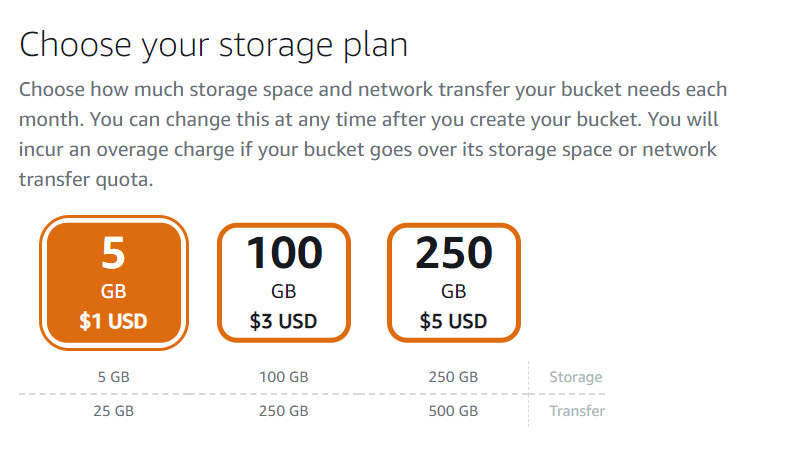 Choose your storage plan
Choose how much storage space and network transfer your bucket needs each
month. You can change this at any time after you create your bucket. You will
incur an overage charge if your bucket goes over its storage space or network
transfer quota.
5
GB
$1 USD
100
GB
$3 USD
250
GB
$5 USD
5 GB 100 GB 250 GB Storage
25 GB 250 GB 500 GB Transfer